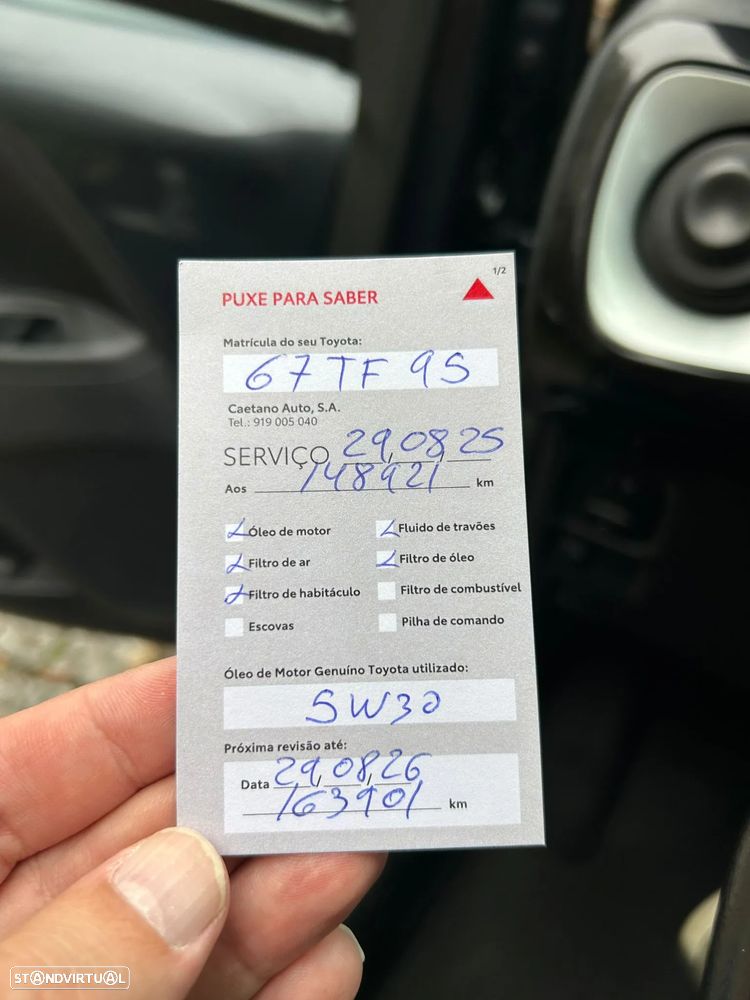 1/2
PUXE PARA SABER
Matrícula do seu Toyota:
67 TF 95
Caetano Auto, S.A.
Tel.: 919 005 040
SERVIÇO 29,08,25
Aos 148921 km
Óleo de motor Fluido de travões
Filtro de ar Filtro de óleo
Filtro de habitáculo Filtro de combustível
Escovas Pilha de comando
Óleo de Motor Genuíno Toyota utilizado:
5W30
Próxima revisão até:
Data 29,08,26
163901 km
STANDVIRTUAL